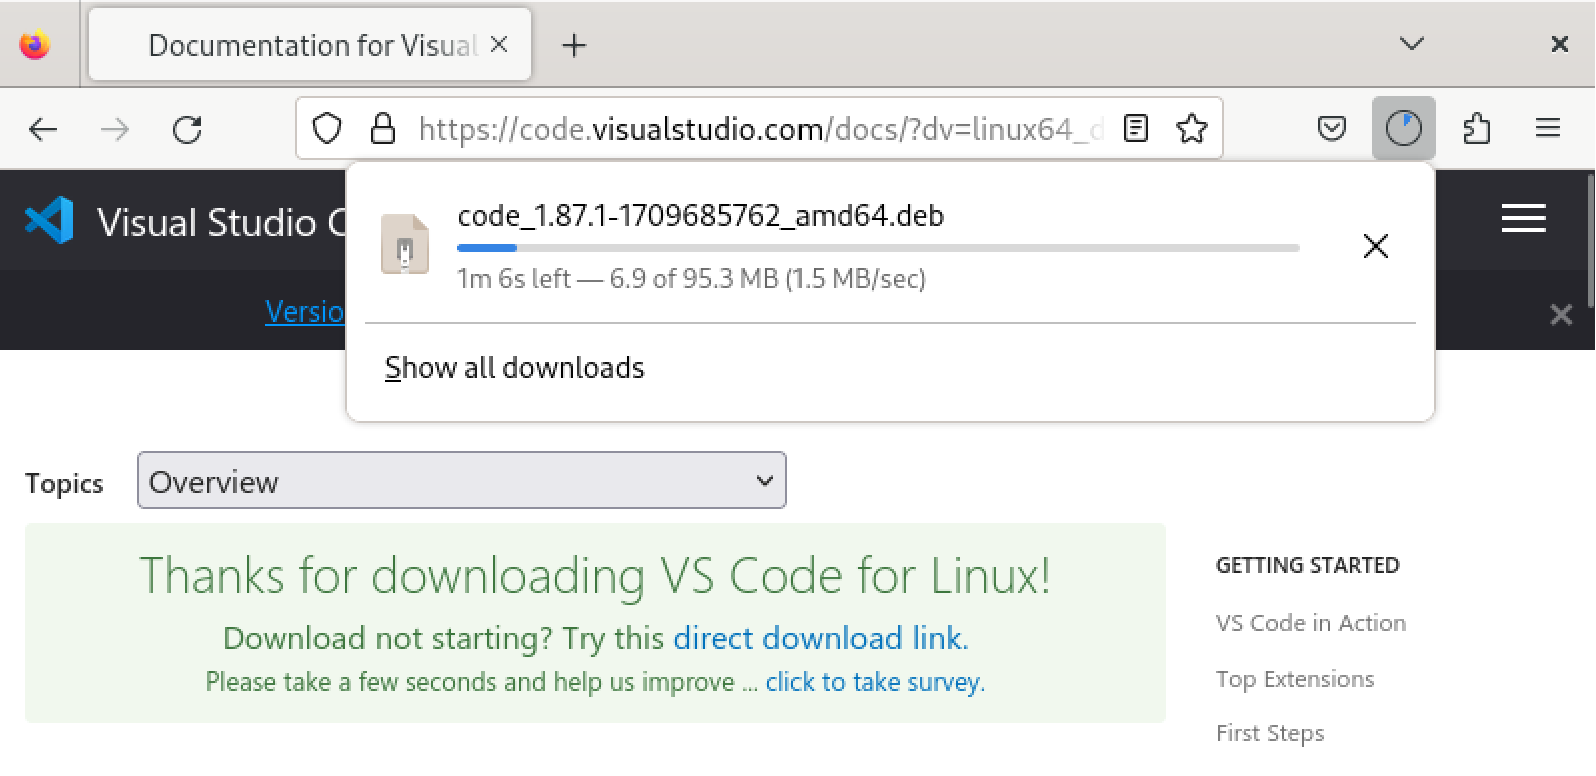 Documentation for Visual
https://code.visualstudio.com/docs/?dv=linux64_d
Visual Studio C
code_1.87.1-1709685762_amd64.deb
1m 6s left — 6.9 of 95.3 MB (1.5 MB/sec)
Versio
Show all downloads
Topics
Overview
Thanks for downloading VS Code for Linux!
Download not starting? Try this direct download link.
Please take a few seconds and help us improve ... click to take survey.
GETTING STARTED
VS Code in Action
Top Extensions
First Steps